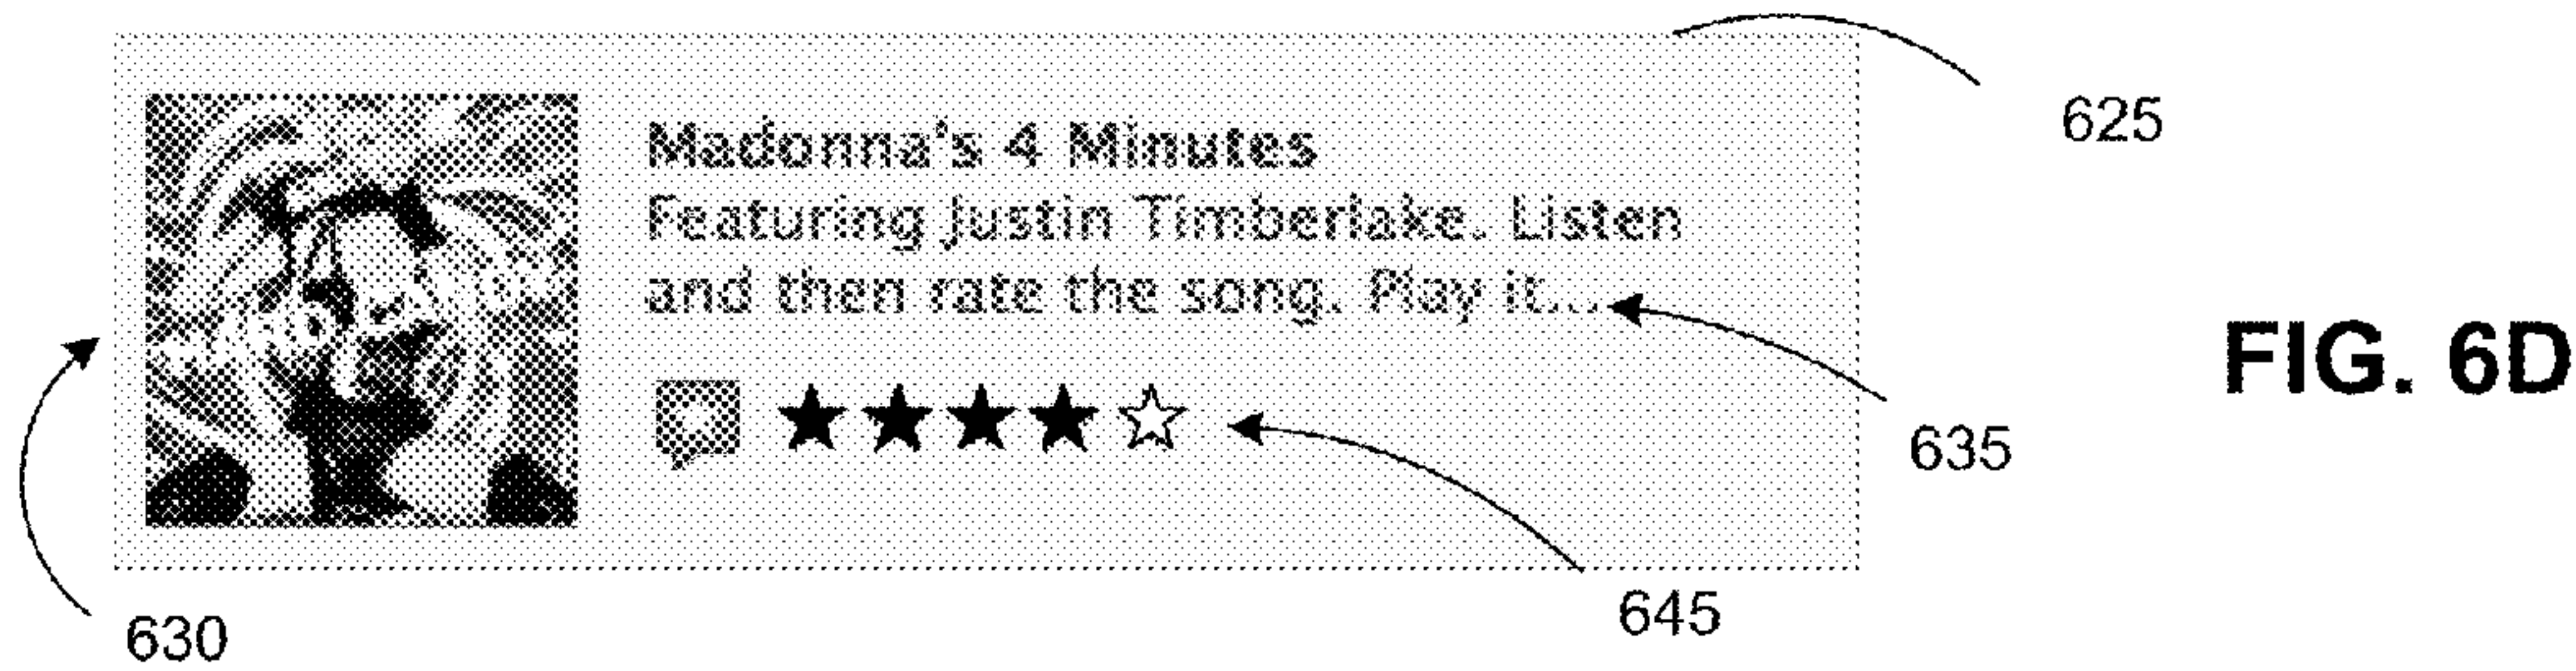 625
Madonna's 4 Minutes
Featuring Justin Timberlake. Listen
and then rate the song. Play it...
635
645
630
FIG. 6D